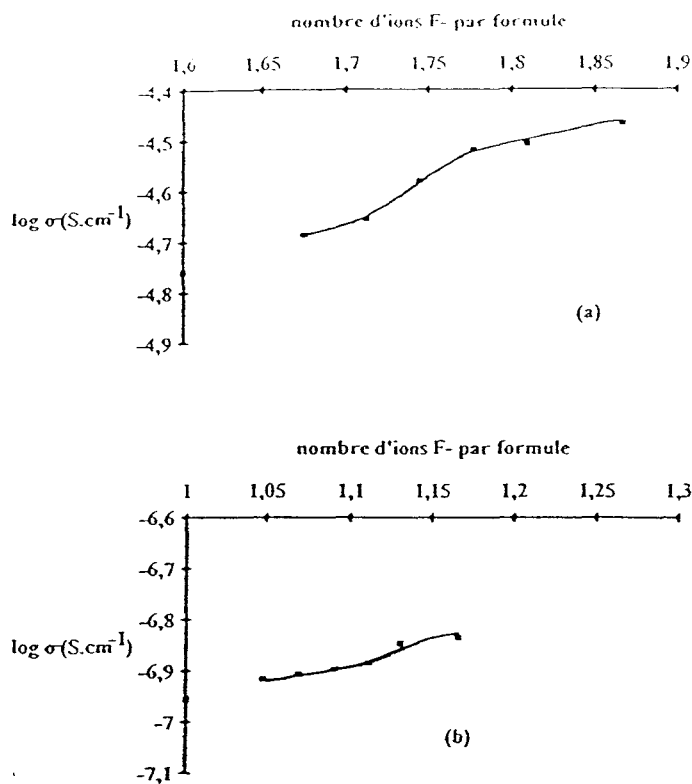 nombre d'ions F- par formule
1,6 1,65 1,7 1,75 1,8 1,85 1,9
-4,4
-4,5
-4,6
log σ(S.cm-1)
-4,7
-4,8
(a)
-4,9
nombre d'ions F- par formule
1 1,05 1,1 1,15 1,2 1,25 1,3
-6,6
-6,7
-6,8
log σ(S.cm-1)
-6,9
-7
(b)
-7,1